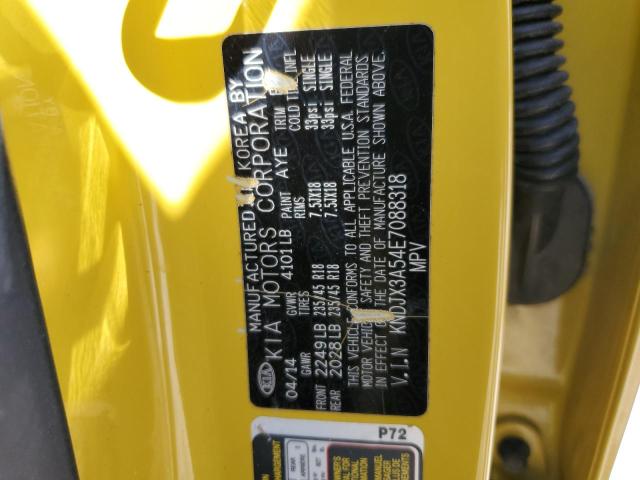 MANUFACTURED KOREA BY
KIA MOTORS CORPORATION
04/14 GVWR 4101LB PAINT AYE TRIM
GAWR TIRES RIMS COLD INFL
FRONT 2249LB 235/45 R18 7.5JX18 33psi SINGLE
REAR 2028LB 235/45 R18 7.5JX18 33psi SINGLE
THIS VEHICLE CONFORMS TO ALL APPLICABLE U.S.A. FEDERAL
MOTOR VEHICLE SAFETY AND THEFT PREVENTION STANDARDS
IN EFFECT ON THE DATE OF MANUFACTURE SHOWN ABOVE.
V.I.N KNDJX3A54E7088318
MPV
KIA
P72